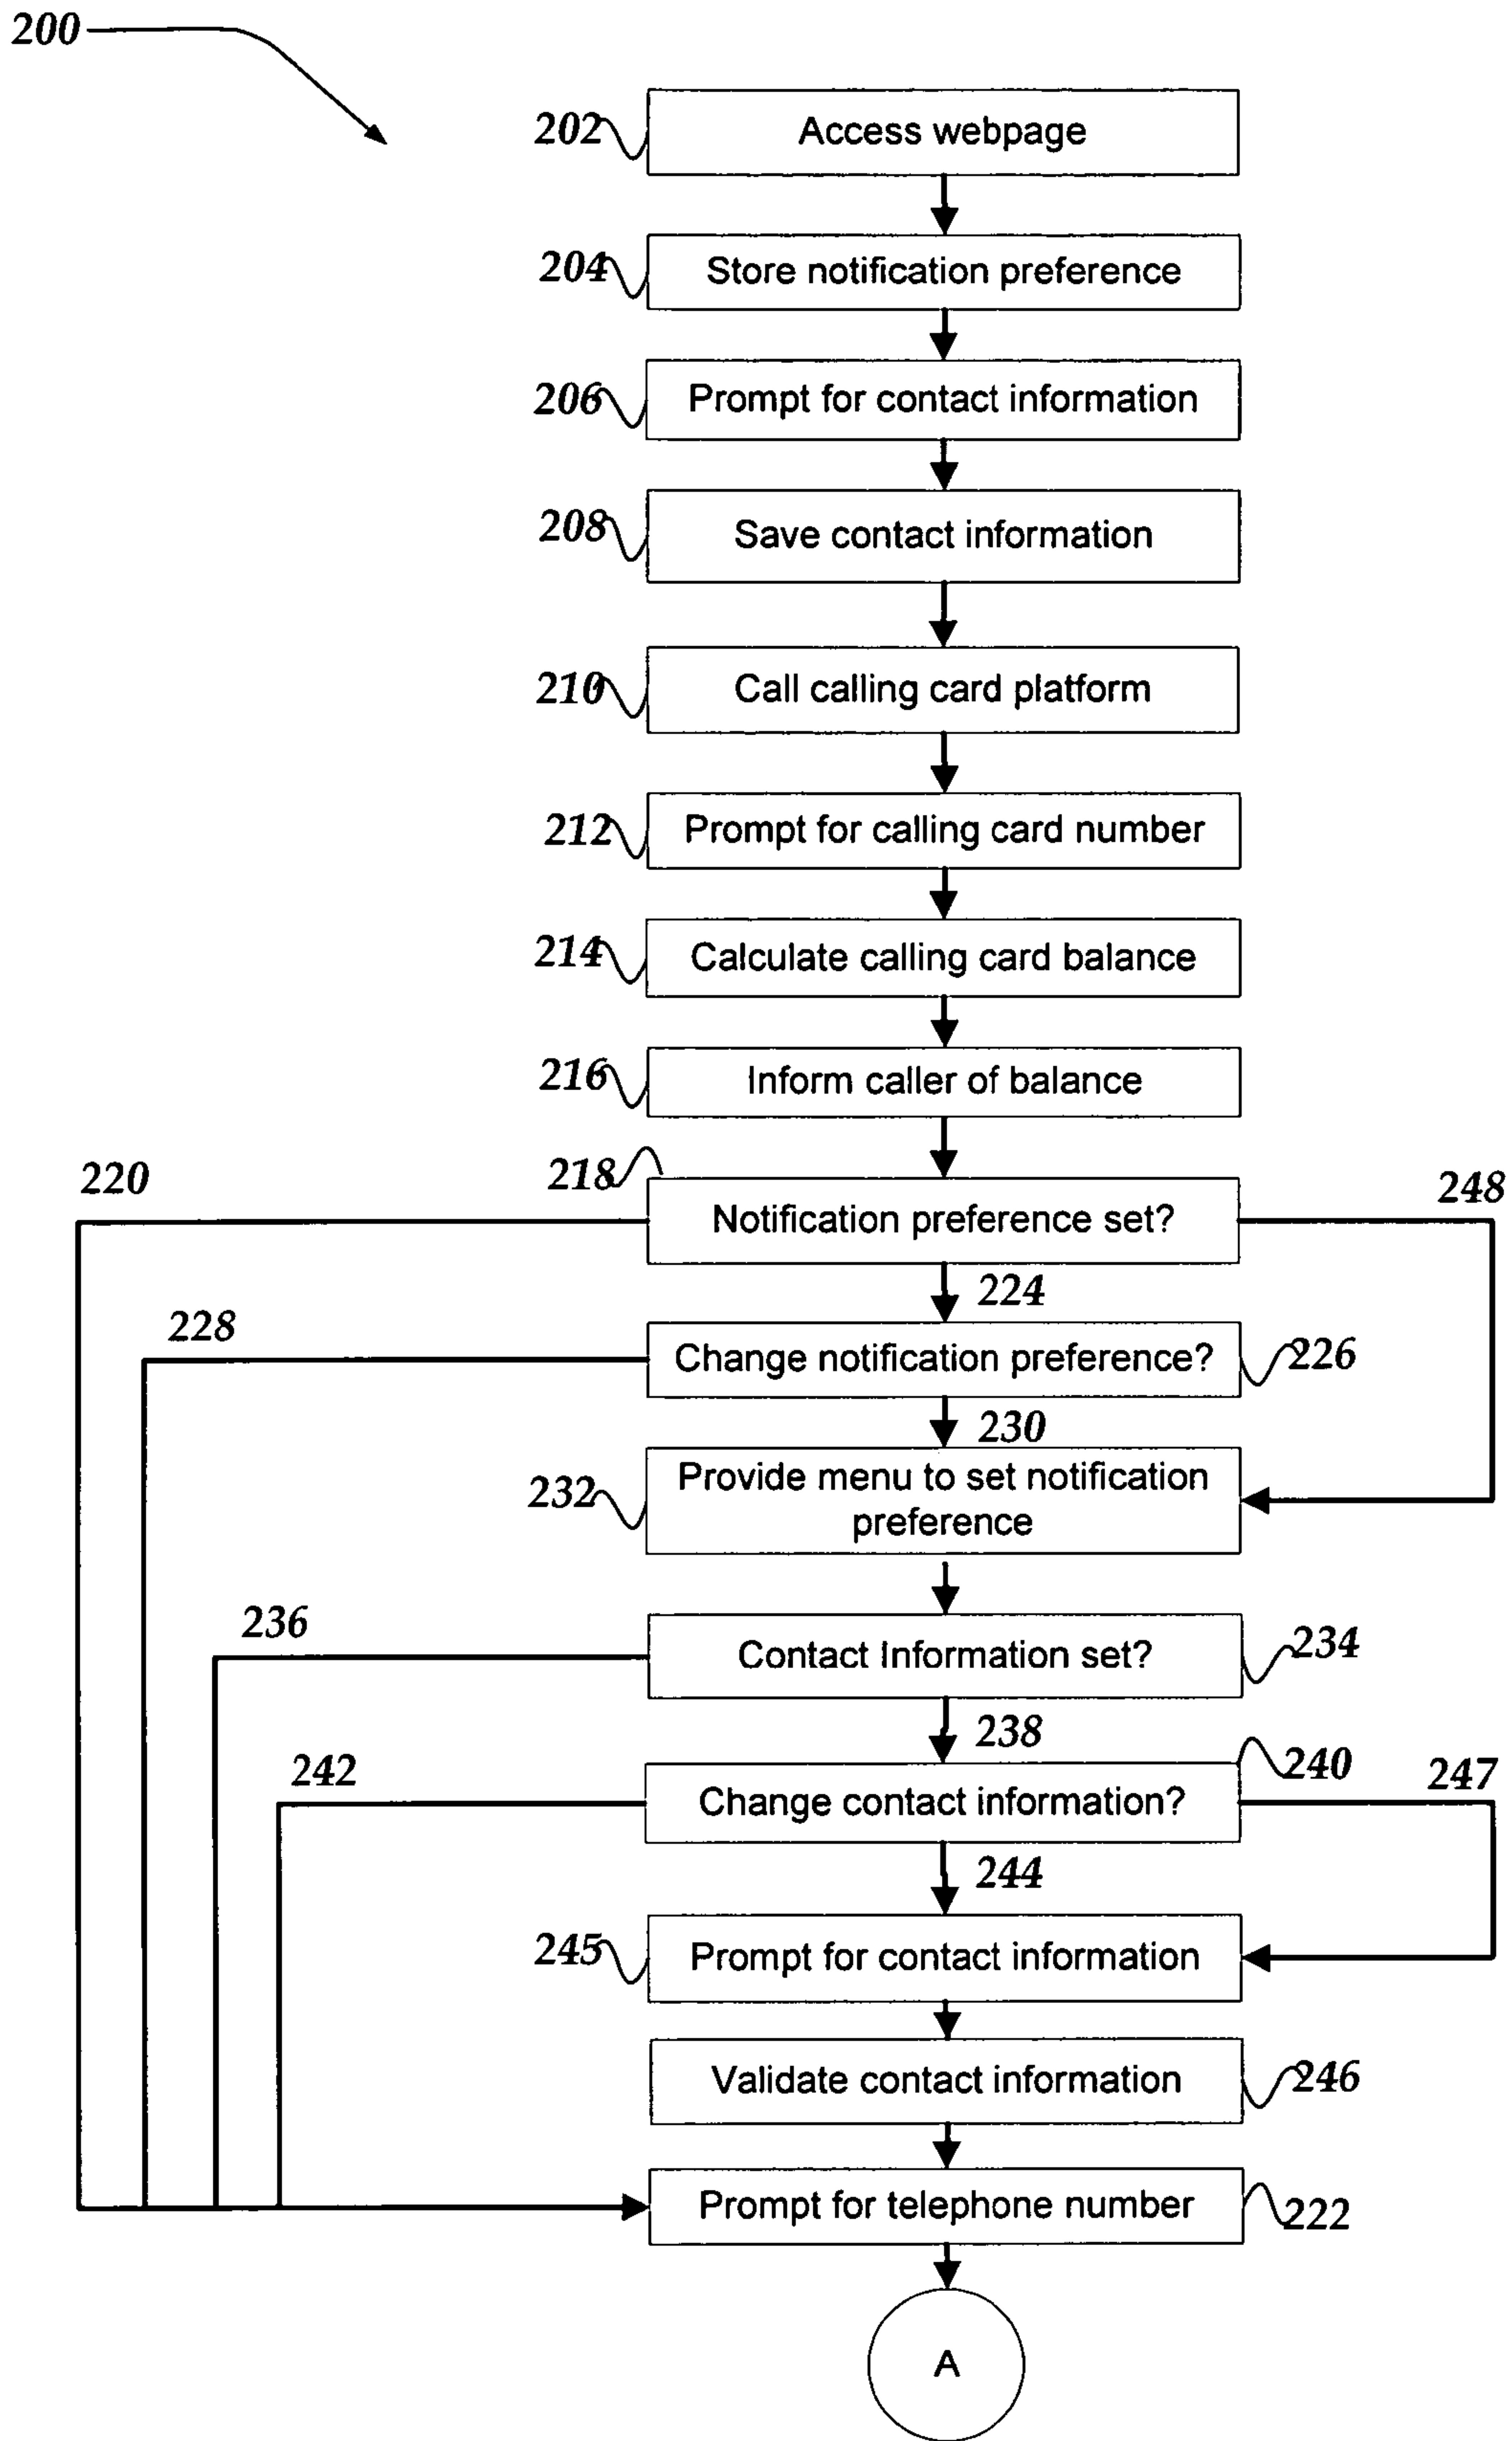 200
202
Access webpage
204
Store notification preference
206
Prompt for contact information
208
Save contact information
210
Call calling card platform
212
Prompt for calling card number
214
Calculate calling card balance
216
Inform caller of balance
220
218
248
Notification preference set?
224
228
Change notification preference?
226
230
232
Provide menu to set notification
preference
236
Contact Information set?
234
238
242
240
247
Change contact information?
244
245
Prompt for contact information
Validate contact information
246
Prompt for telephone number
222
A